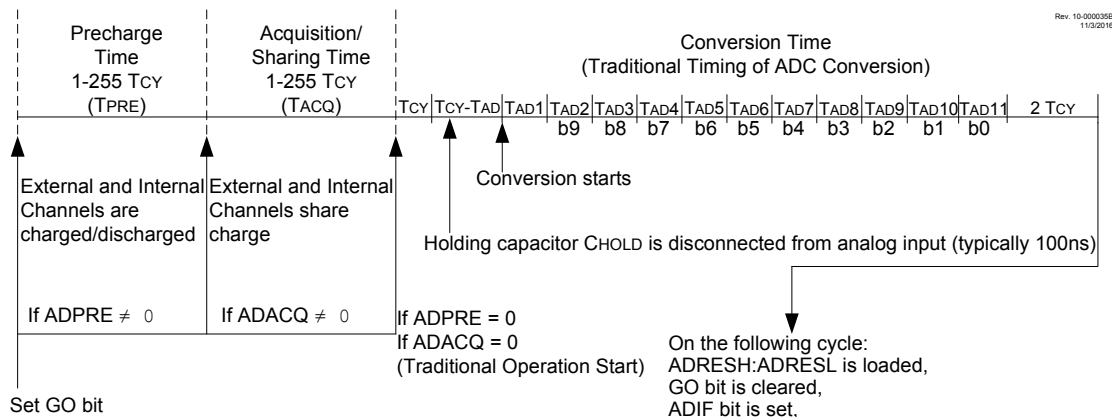 Rev. 10-000035B
11/3/2016
Precharge
Time
1-255 TCY
(TPRE)
Acquisition/
Sharing Time
1-255 TCY
(TACQ)
Conversion Time
(Traditional Timing of ADC Conversion)
TCY TCY-TAD TAD1 TAD2 TAD3 TAD4 TAD5 TAD6 TAD7 TAD8 TAD9 TAD10 TAD11 2 TCY
b9 b8 b7 b6 b5 b4 b3 b2 b1 b0
External and Internal
Channels are
charged/discharged
External and Internal
Channels share
charge
Conversion starts
Holding capacitor CHOLD is disconnected from analog input (typically 100ns)
If ADPRE ≠ 0
If ADACQ ≠ 0
If ADPRE = 0
If ADACQ = 0
(Traditional Operation Start)
On the following cycle:
ADRESH:ADRESL is loaded,
GO bit is cleared,
ADIF bit is set,
Set GO bit